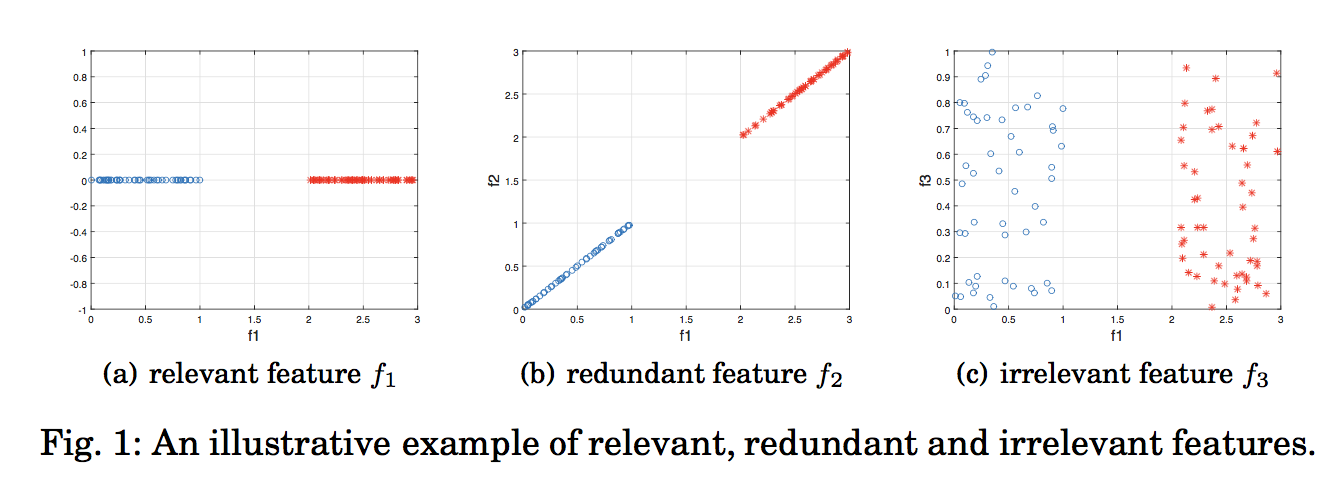 1
0.8
0.6
0.4
0.2
0
-0.2
-0.4
-0.6
-0.8
-1
0 0.5 1 1.5 2 2.5 3
f1
3
2.5
2
1.5
1
0.5
0
f2
0 0.5 1 1.5 2 2.5 3
f1
1
0.9
0.8
0.7
0.6
0.5
0.4
0.3
0.2
0.1
0
f3
0 0.5 1 1.5 2 2.5 3
f1
(a) relevant feature f1
(b) redundant feature f2
(c) irrelevant feature f3
Fig. 1: An illustrative example of relevant, redundant and irrelevant features.